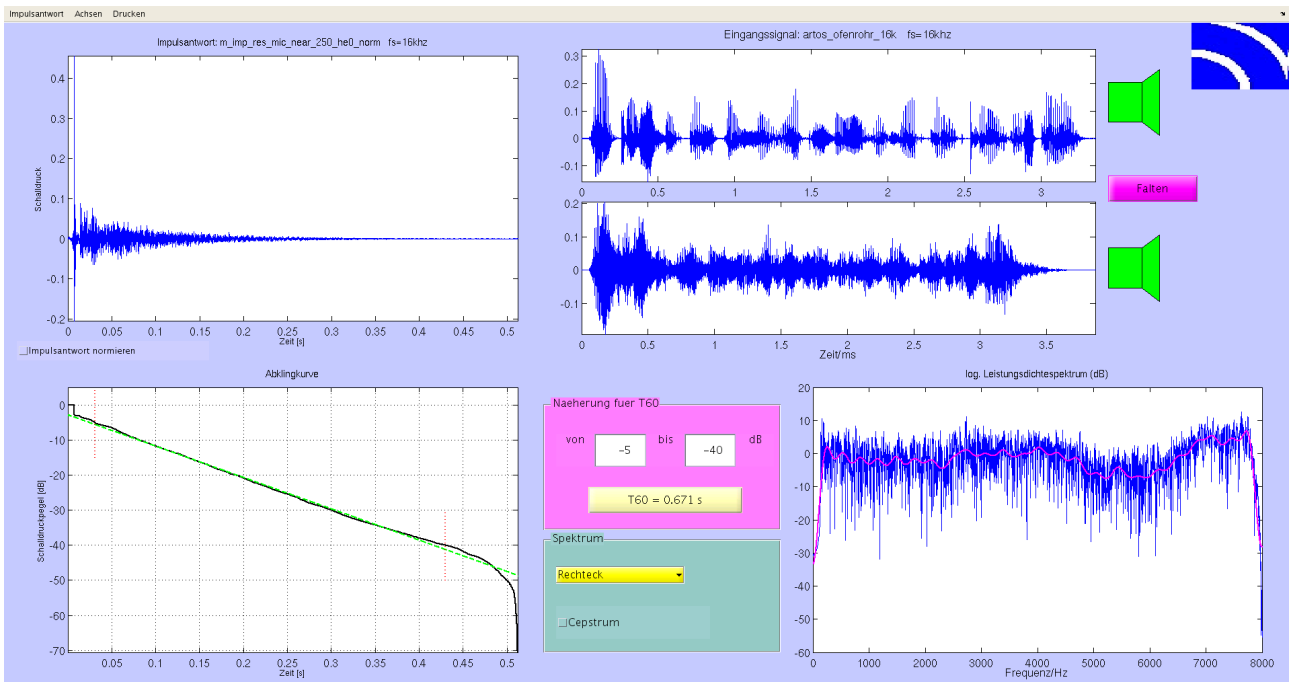 Impulsantwort Achsen Drucken
Impulsantwort: m_imp_res_mic_near_250_he0_norm fs=16khz
Schalldruck
0.4
0.3
0.2
0.1
0
-0.1
-0.2
0 0.05 0.1 0.15 0.2 0.25 0.3 0.35 0.4 0.45 0.5
Zeit [s]
Impulsantwort normieren
Eingangssignal: artos_ofenrohr_16k fs=16khz
0.3
0.2
0.1
0
-0.1
0 0.5 1 1.5 2 2.5 3
Falten
0.2
0.1
0
-0.1
0 0.5 1 1.5 2 2.5 3 3.5
Zeit/ms
Abklingkurve
Schalldruckpegel [dB]
0
-10
-20
-30
-40
-50
-60
-70
0.05 0.1 0.15 0.2 0.25 0.3 0.35 0.4 0.45 0.5
Zeit [s]
Naeherung fuer T60
von -5 bis -40 dB
T60 = 0.671 s
Spektrum
Rechteck
Cepstrum
log. Leistungsdichtespektrum (dB)
20
10
0
-10
-20
-30
-40
-50
-60
0 1000 2000 3000 4000 5000 6000 7000 8000
Frequenz/Hz